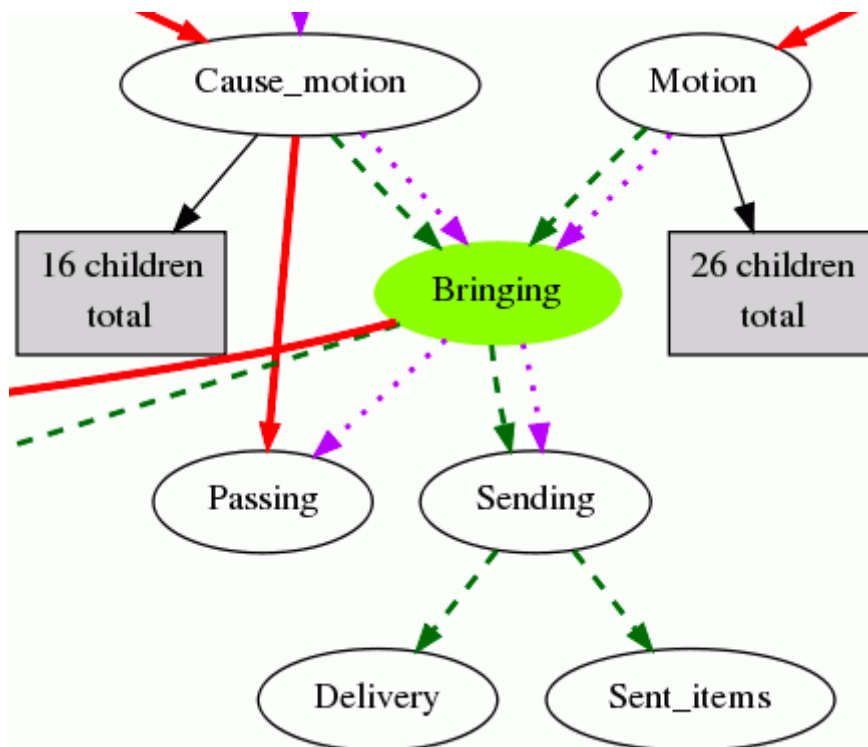 Cause_motion
Motion
16 children
total
Bringing
26 children
total
Passing
Sending
Delivery
Sent_items